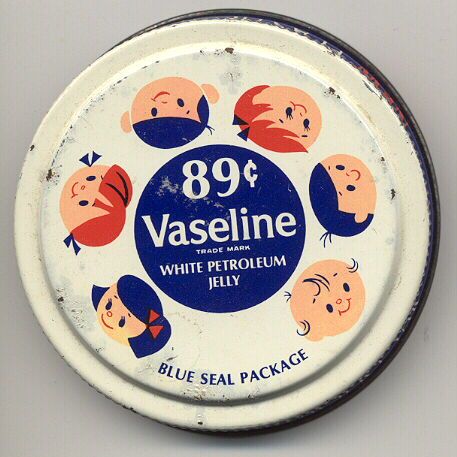 89¢
Vaseline
TRADE MARK
WHITE PETROLEUM
JELLY
BLUE SEAL PACKAGE